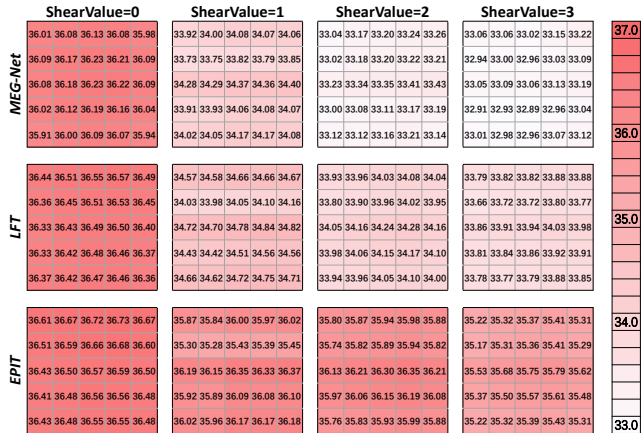 ShearValue=0 ShearValue=1 ShearValue=2 ShearValue=3
MEG-Net
36.01 36.08 36.13 36.08 35.98 33.92 34.00 34.08 34.07 34.06 33.04 33.17 33.20 33.24 33.26 33.06 33.06 33.02 33.15 33.22 37.0
36.09 36.17 36.23 36.21 36.09 33.73 33.75 33.82 33.79 33.85 33.02 33.18 33.20 33.22 33.21 32.94 33.00 32.96 33.03 33.09
36.08 36.18 36.23 36.22 36.09 34.28 34.29 34.37 34.36 34.40 33.23 33.34 33.35 33.41 33.43 33.05 33.09 33.06 33.13 33.19
36.02 36.12 36.19 36.16 36.04 33.91 33.93 34.06 34.08 34.07 33.00 33.08 33.11 33.17 33.19 32.91 32.93 32.89 32.96 33.04
35.91 36.00 36.09 36.07 35.94 34.02 34.05 34.17 34.17 34.08 33.12 33.12 33.16 33.21 33.14 33.01 32.98 32.96 33.07 33.12 36.0
LFT
36.44 36.51 36.55 36.57 36.49 34.57 34.58 34.66 34.66 34.67 33.93 33.96 34.03 34.08 34.04 33.79 33.82 33.82 33.88 33.88
36.36 36.45 36.51 36.53 36.45 34.03 33.98 34.05 34.10 34.16 33.80 33.90 33.96 34.02 33.95 33.66 33.72 33.72 33.80 33.77
36.33 36.43 36.49 36.50 36.40 34.72 34.70 34.78 34.84 34.82 34.05 34.16 34.24 34.28 34.16 33.86 33.91 33.94 34.03 33.98 35.0
36.33 36.42 36.48 36.46 36.37 34.43 34.42 34.51 34.56 34.56 33.98 34.06 34.15 34.17 34.10 33.81 33.84 33.86 33.92 33.91
36.37 36.42 36.47 36.46 36.36 34.66 34.62 34.72 34.75 34.71 33.94 33.96 34.05 34.10 34.00 33.78 33.77 33.79 33.88 33.85
EPIT
36.61 36.67 36.72 36.73 36.67 35.87 35.84 36.00 35.97 36.02 35.80 35.87 35.94 35.98 35.88 35.22 35.32 35.37 35.41 35.31 34.0
36.51 36.59 36.66 36.68 36.60 35.30 35.28 35.43 35.39 35.45 35.74 35.82 35.89 35.94 35.82 35.17 35.31 35.36 35.41 35.29
36.43 36.50 36.57 36.59 36.50 36.19 36.15 36.35 36.33 36.37 36.13 36.21 36.30 36.35 36.21 35.53 35.68 35.75 35.79 35.62
36.41 36.48 36.56 36.56 36.48 35.92 35.89 36.09 36.08 36.10 35.97 36.06 36.15 36.19 36.08 35.37 35.50 35.57 35.61 35.48
36.43 36.48 36.55 36.55 36.48 36.02 35.96 36.17 36.17 36.18 35.76 35.83 35.93 35.99 35.88 35.22 35.32 35.39 35.43 35.31 33.0